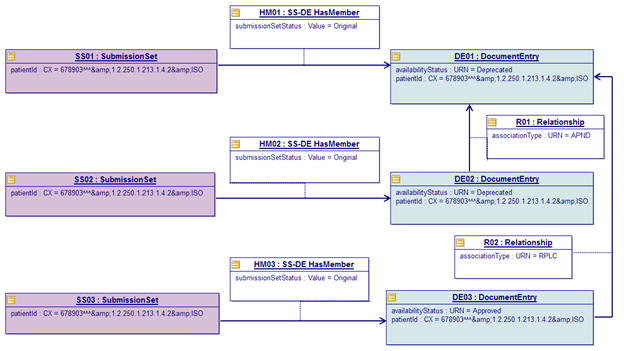 HM01 : SS-DE HasMember
submissionSetStatus : Value = Original
SS01 : SubmissionSet
patientId : CX = 678903^^^&amp;1.2.250.1.213.1.4.2&amp;ISO
DE01 : DocumentEntry
availabilityStatus : URN = Deprecated
patientId : CX = 678903^^^&amp;1.2.250.1.213.1.4.2&amp;ISO
R01 : Relationship
associationType : URN = APND
HM02 : SS-DE HasMember
submissionSetStatus : Value = Original
SS02 : SubmissionSet
patientId : CX = 678903^^^&amp;1.2.250.1.213.1.4.2&amp;ISO
DE02 : DocumentEntry
availabilityStatus : URN = Deprecated
patientId : CX = 678903^^^&amp;1.2.250.1.213.1.4.2&amp;ISO
R02 : Relationship
associationType : URN = RPLC
HM03 : SS-DE HasMember
submissionSetStatus : Value = Original
SS03 : SubmissionSet
patientId : CX = 678903^^^&amp;1.2.250.1.213.1.4.2&amp;ISO
DE03 : DocumentEntry
availabilityStatus : URN = Approved
patientId : CX = 678903^^^&amp;1.2.250.1.213.1.4.2&amp;ISO